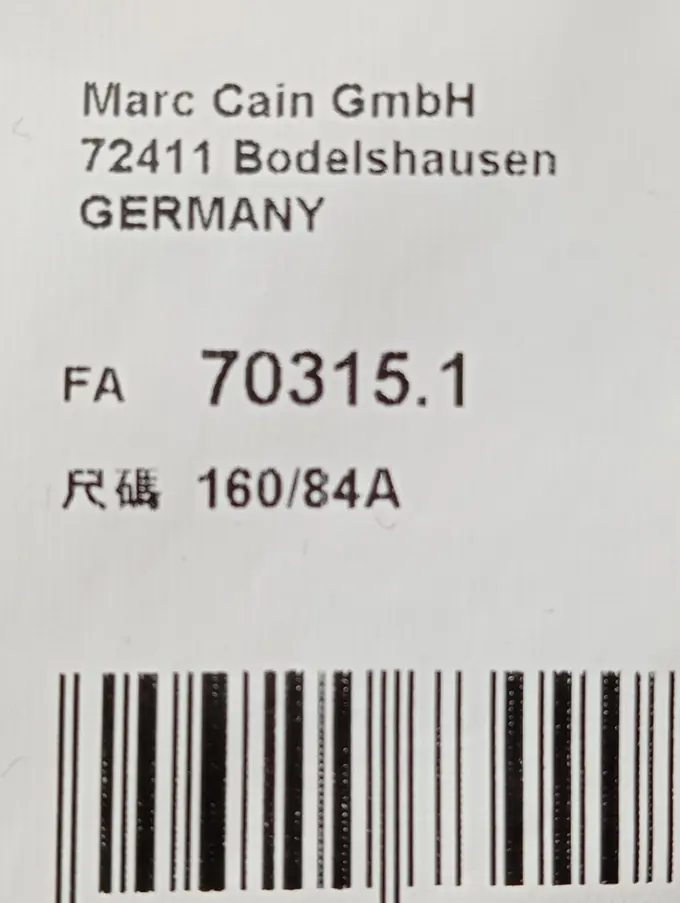 Marc Cain GmbH
72411 Bodelshausen
GERMANY
FA 70315.1
尺碼 160/84A